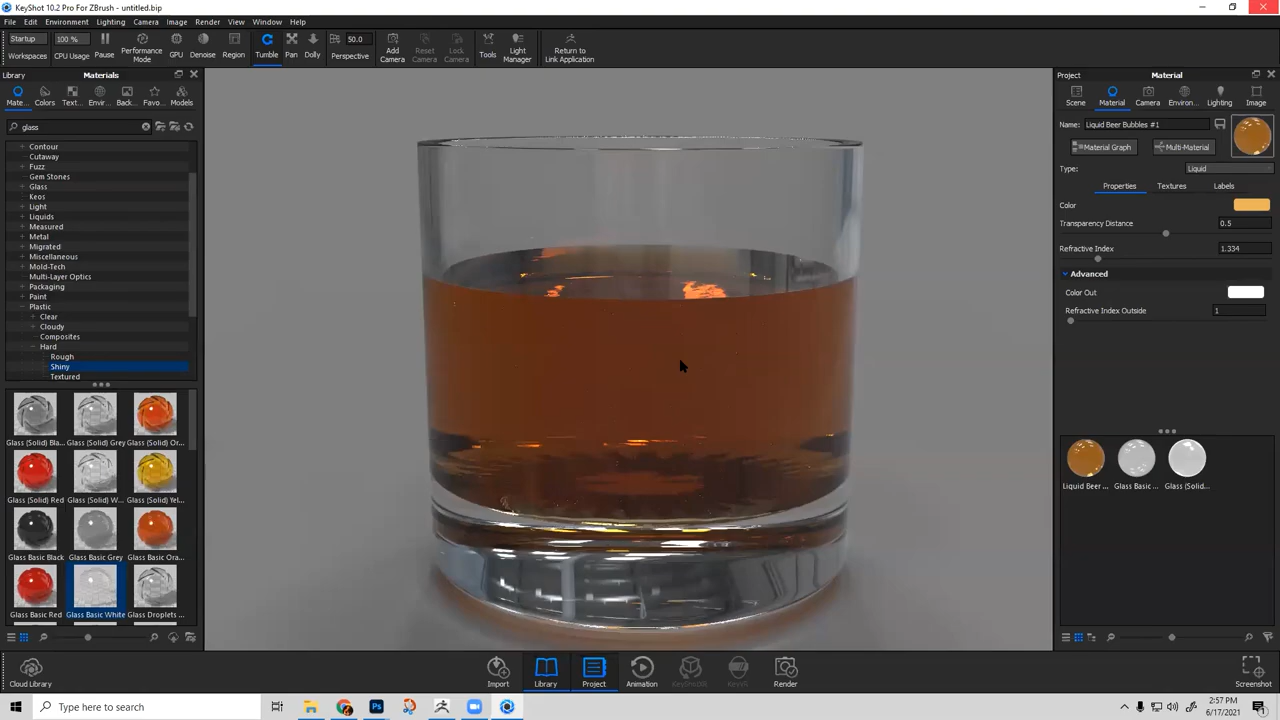 KeyShot 10.2 Pro For ZBrush - untitled.bip
File Edit Environment Lighting Camera Image Render View Window Help
Startup 100 % 50.0
Workspaces CPU Usage Pause Performance Mode GPU Denoise Region Tumble Pan Dolly Perspective Add Camera Reset Camera Lock Camera Tools Light Manager Return to Link Application
Library Materials
Mate... Colors Text... Envir... Back... Favo... Models
glass
Contour
Cutaway
Fuzz
Gem Stones
Glass
Keos
Light
Liquids
Measured
Metal
Migrated
Miscellaneous
Mold-Tech
Multi-Layer Optics
Packaging
Paint
Plastic
Clear
Cloudy
Composites
Hard
Rough
Shiny
Textured
Glass (Solid) Bla... Glass (Solid) Grey Glass (Solid) Or...
Glass (Solid) Red Glass (Solid) W... Glass (Solid) Yel...
Glass Basic Black Glass Basic Grey Glass Basic Ora...
Glass Basic Red Glass Basic White Glass Droplets ...
Project Material
Scene Material Camera Environ... Lighting Image
Name: Liquid Beer Bubbles #1
Material Graph Multi-Material
Type: Liquid
Properties Textures Labels
Color
Transparency Distance 0.5
Refractive Index 1.334
Advanced
Color Out
Refractive Index Outside 1
Liquid Beer ... Glass Basic ... Glass (Solid...
Cloud Library Import Library Project Animation KeyShotXR KeyVR Render Screenshot
Type here to search
2:57 PM
6/17/2021